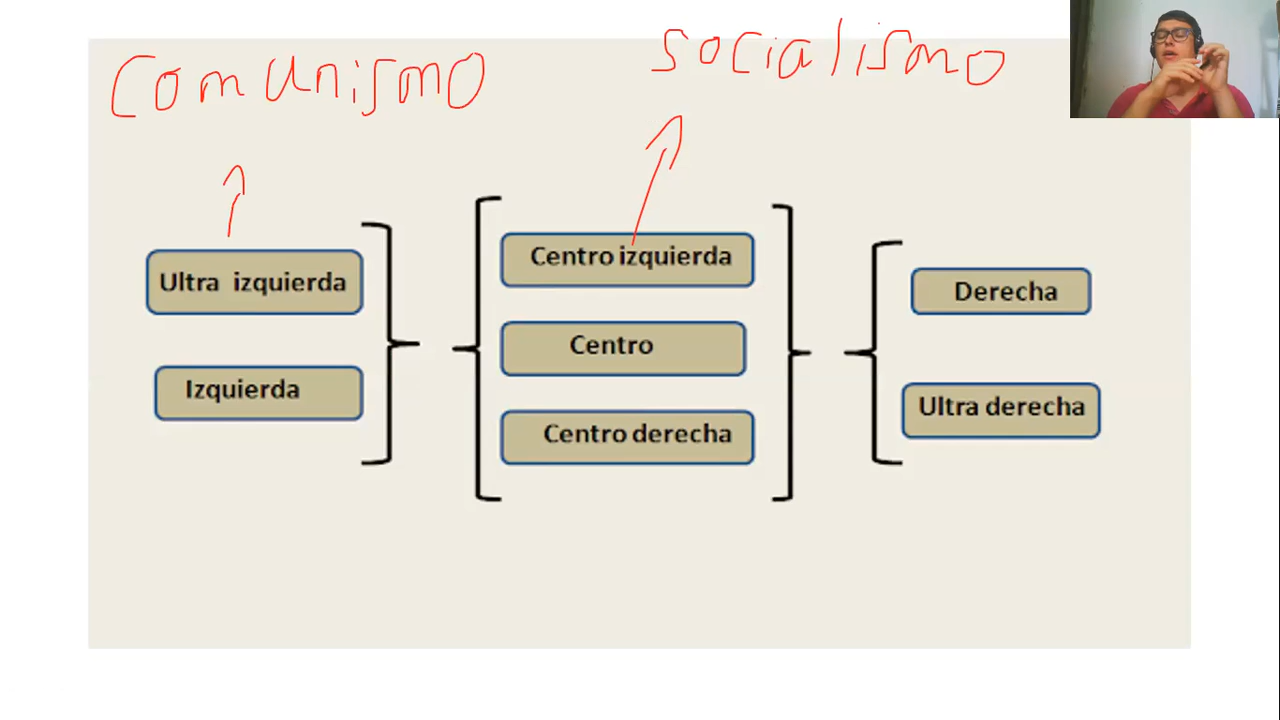 comunismo
socialismo
Ultra izquierda
Izquierda
Centro izquierda
Centro
Centro derecha
Derecha
Ultra derecha